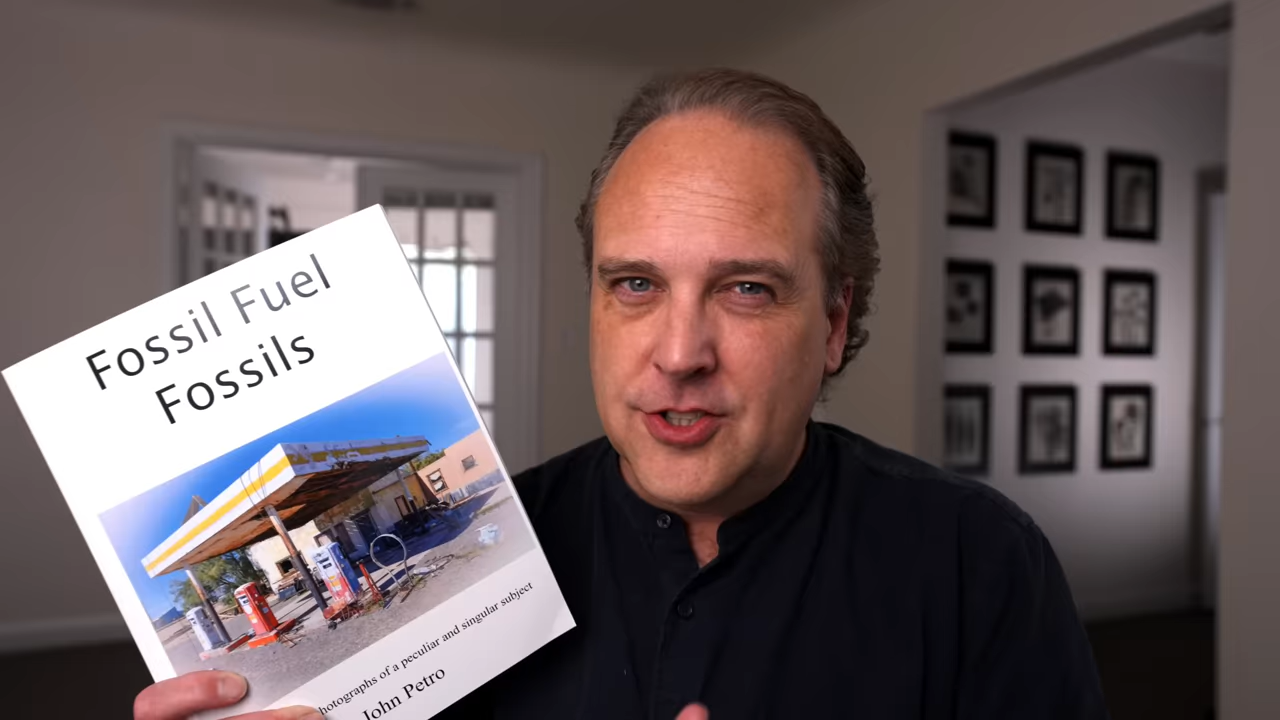 Fossil Fuel
Fossils
hotographs of a peculiar and singular subject
John Petro